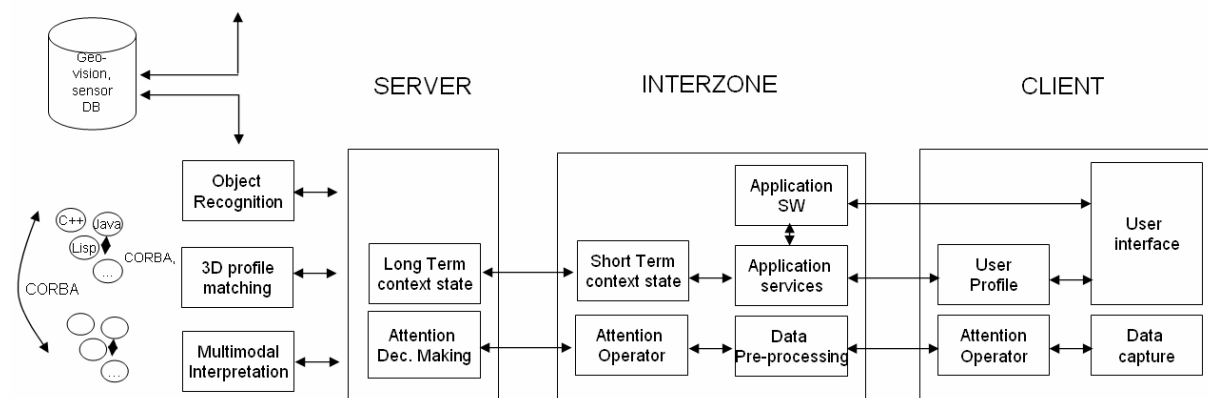 Geo-
vision,
sensor
DB
SERVER
INTERZONE
CLIENT
Object
Recognition
Application
SW
User
interface
C++
Java
Lisp
...
CORBA,
CORBA
3D profile
matching
Long Term
context state
Short Term
context state
Application
services
User
Profile
...
Multimodal
Interpretation
Attention
Dec. Making
Attention
Operator
Data
Pre-processing
Attention
Operator
Data
capture